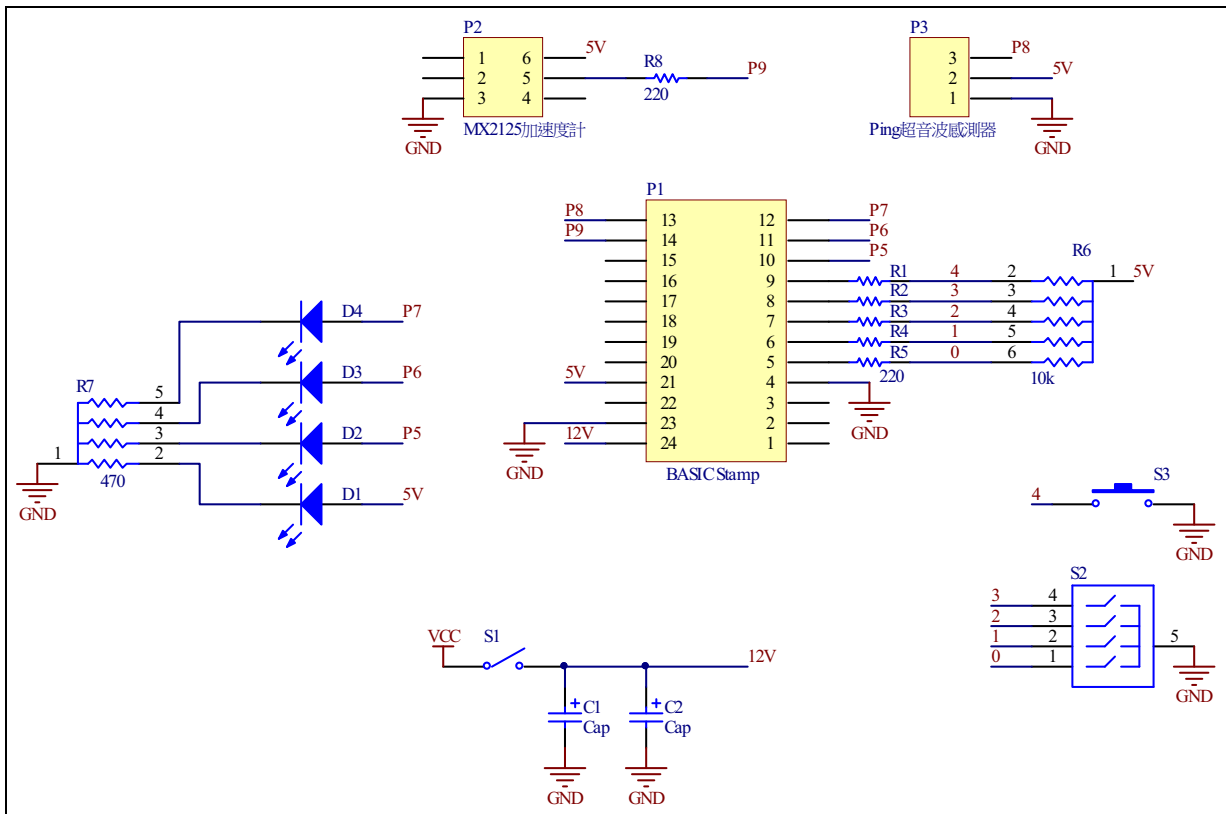 P2
1 6 5V
2 5 R8 220 P9
3 4
GND
MX2125加速度計
P3
3 P8
2 5V
1
GND
Ping超音波感測器
P1
P8 13 12 P7
P9 14 11 P6
15 10 P5
16 9 R1 4 2 R6 1 5V
17 8 R2 3 3
18 7 R3 2 4
19 6 R4 1 5
20 5 R5 0 6
220 10k
5V 21 4
22 3
23 2
12V 24 1
GND
GND
BASIC Stamp
D4 P7
D3 P6
D2 P5
D1 5V
R7
5
4
3
1 2
470
GND
S3
4
GND
S2
3 4
2 3
1 2 5
0 1
GND
VCC S1 12V
+ C1 Cap
+ C2 Cap
GND GND